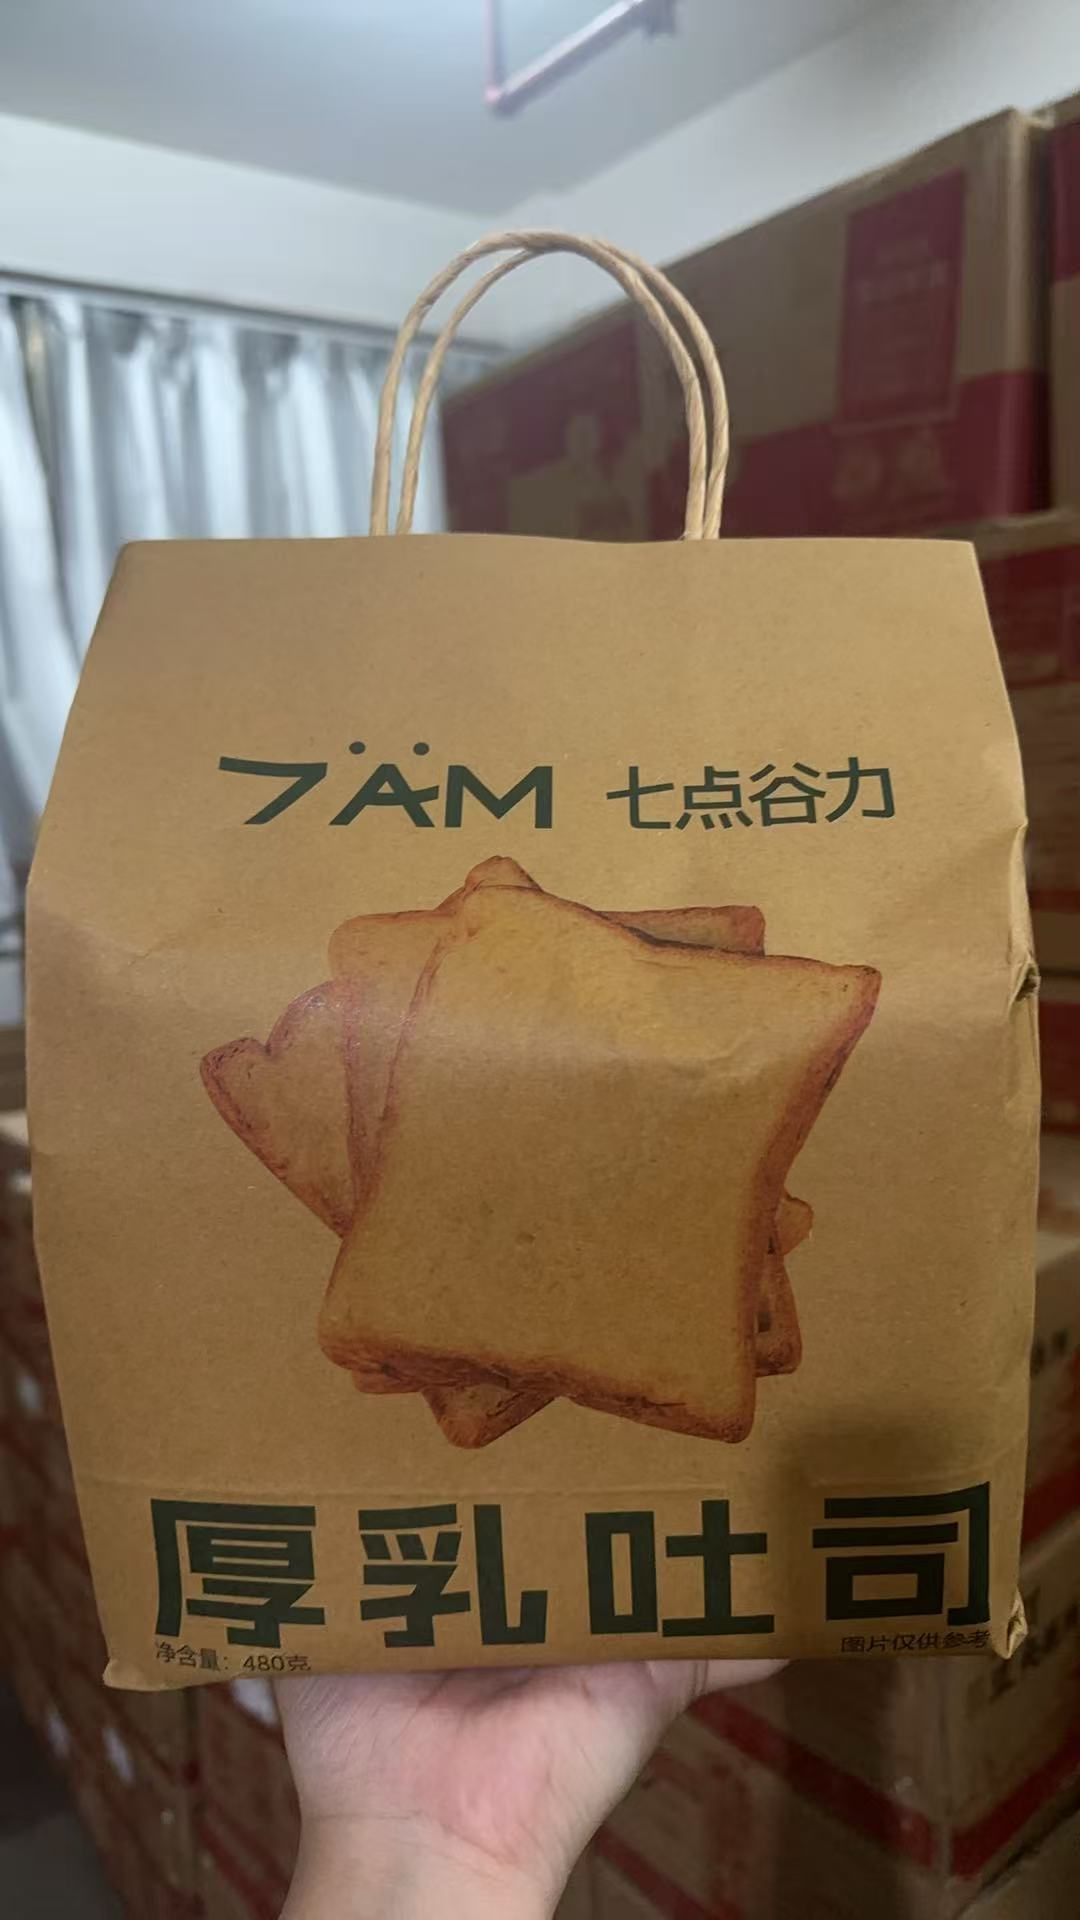 7AM 七点谷力
厚乳吐司
净含量：480克
图片仅供参考